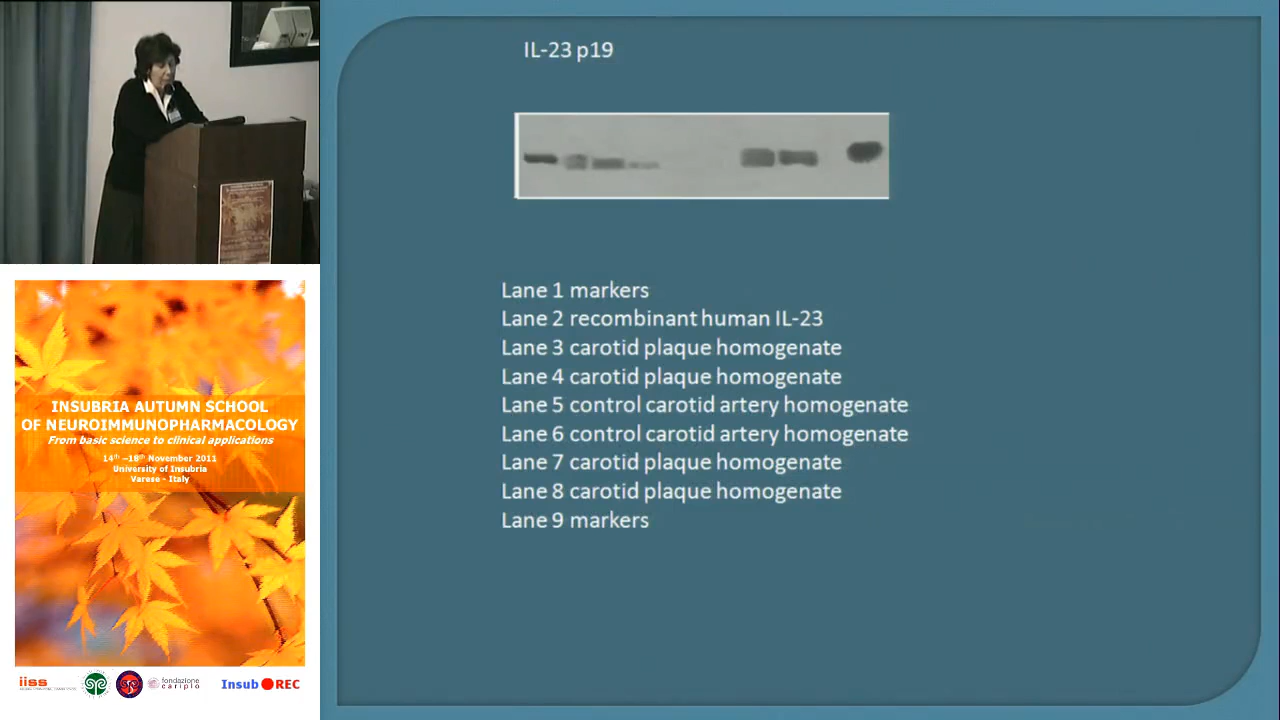 IL-23 p19
Lane 1 markers
Lane 2 recombinant human IL-23
Lane 3 carotid plaque homogenate
Lane 4 carotid plaque homogenate
Lane 5 control carotid artery homogenate
Lane 6 control carotid artery homogenate
Lane 7 carotid plaque homogenate
Lane 8 carotid plaque homogenate
Lane 9 markers
INSUBRIA AUTUMN SCHOOL
OF NEUROIMMUNOPHARMACOLOGY
From basic science to clinical applications
14th –18th November 2011
University of Insubria
Varese - Italy
iiss
fondazione
cariplo
Insub REC